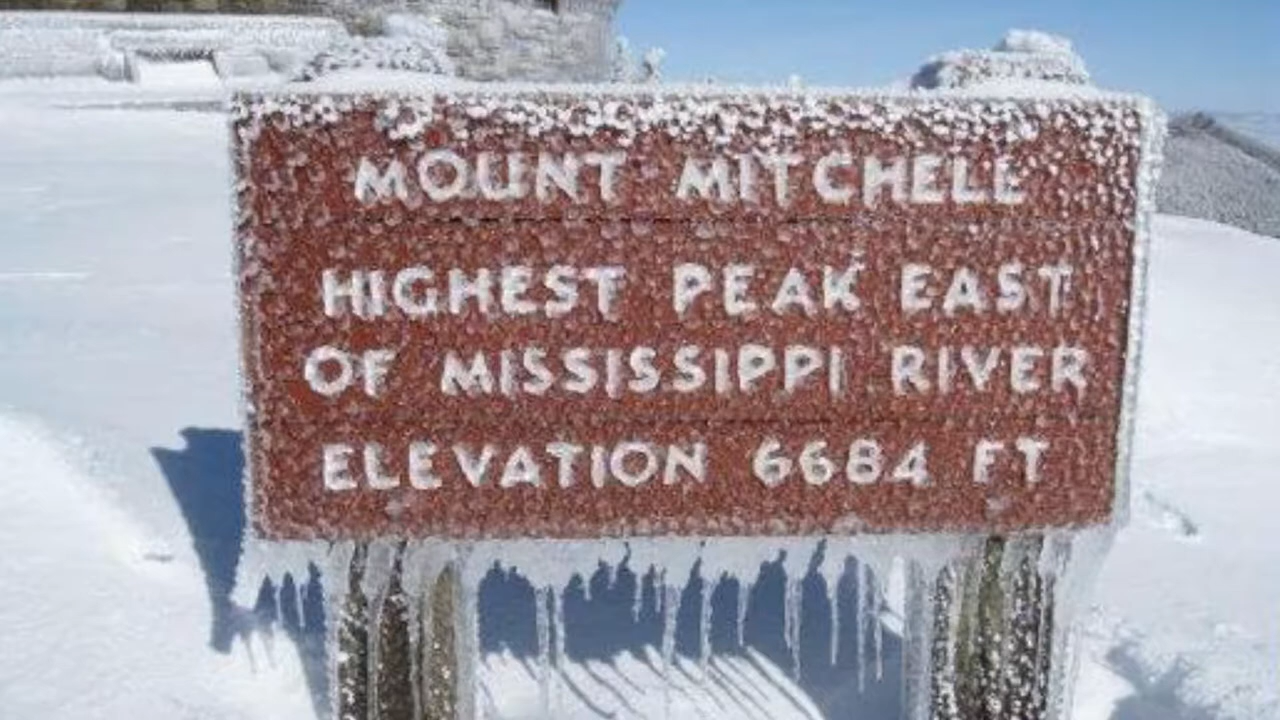 MOUNT MITCHELL
HIGHEST PEAK EAST
OF MISSISSIPPI RIVER
ELEVATION 6684 FT